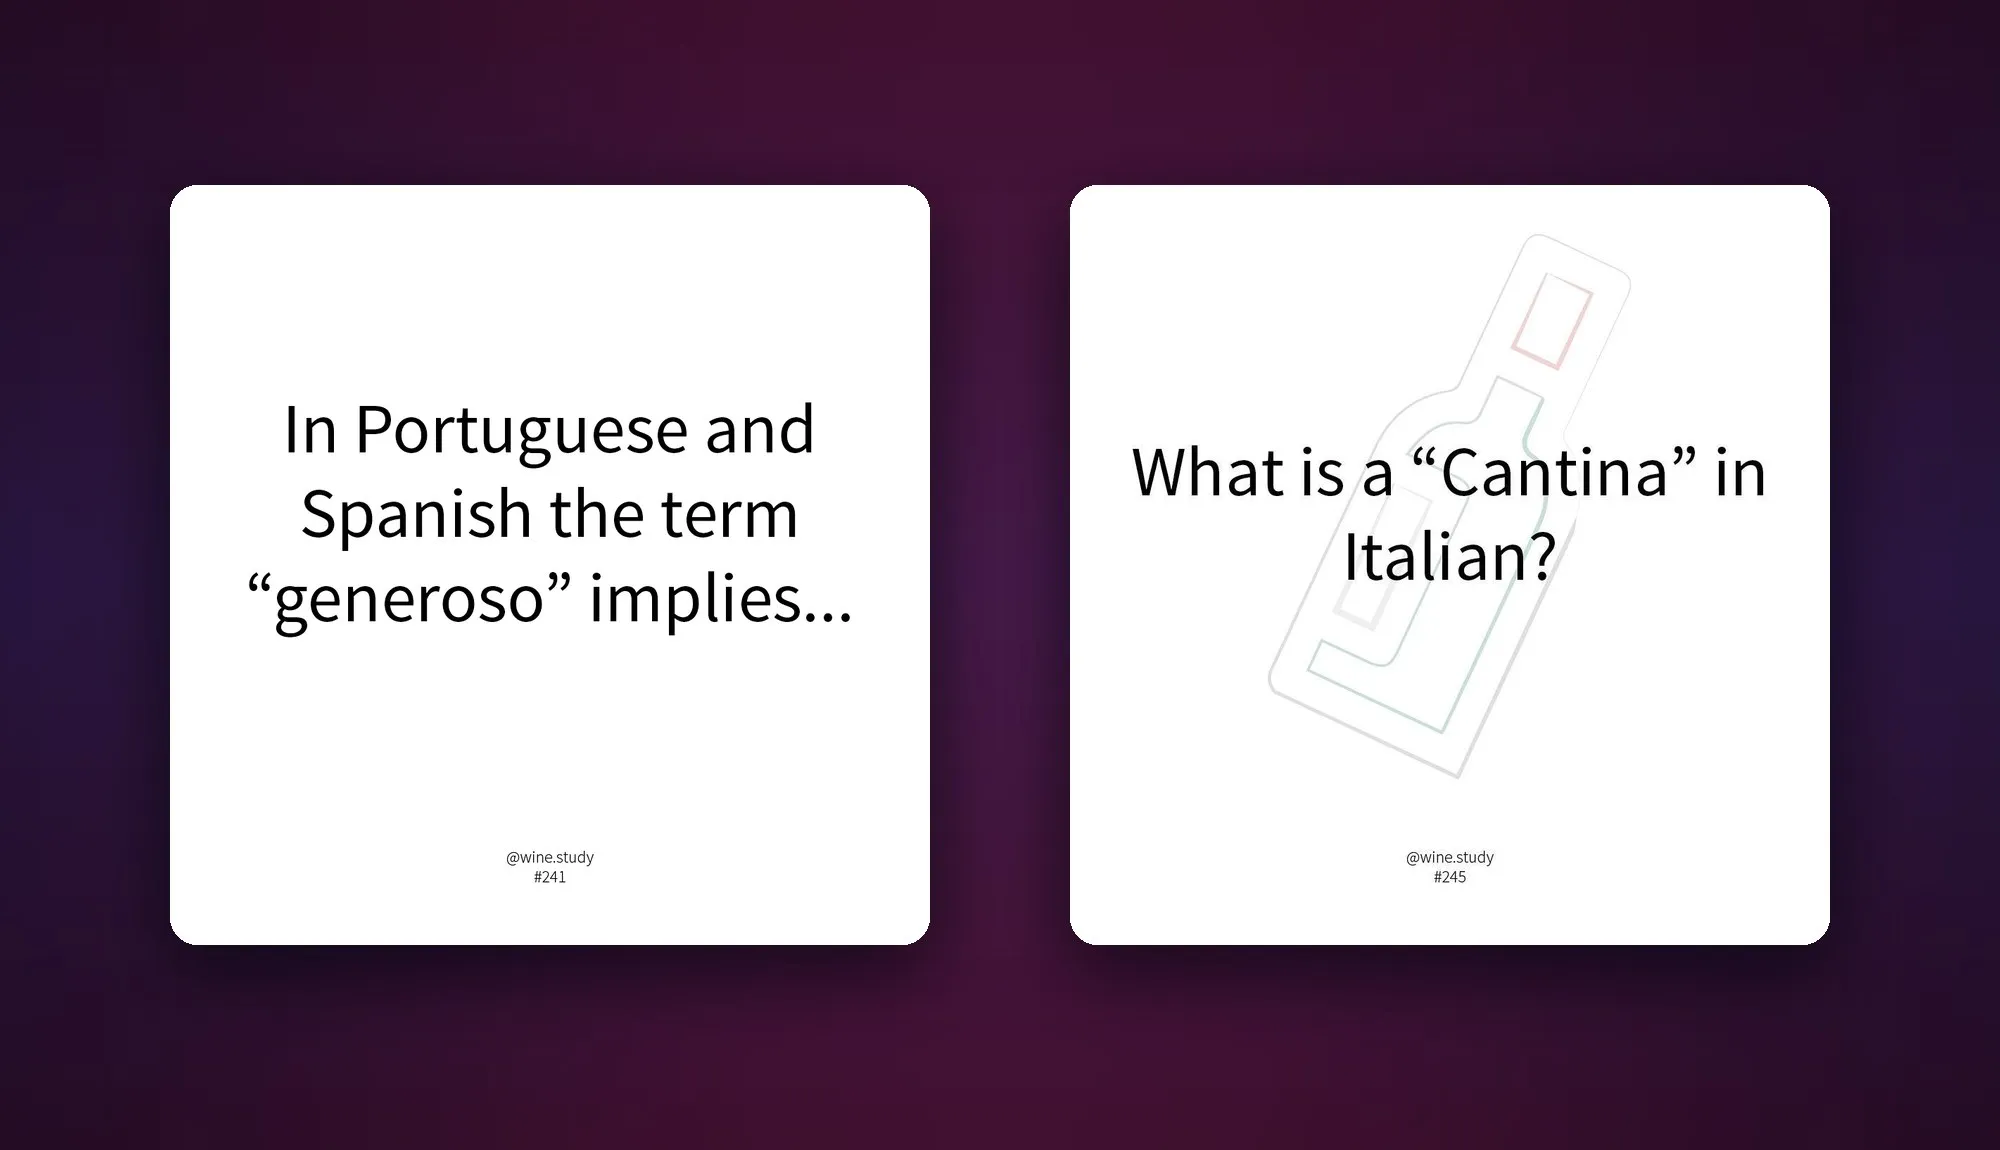 In Portuguese and
Spanish the term
“generoso” implies...
@wine.study
#241
What is a “Cantina” in
Italian?
@wine.study
#245